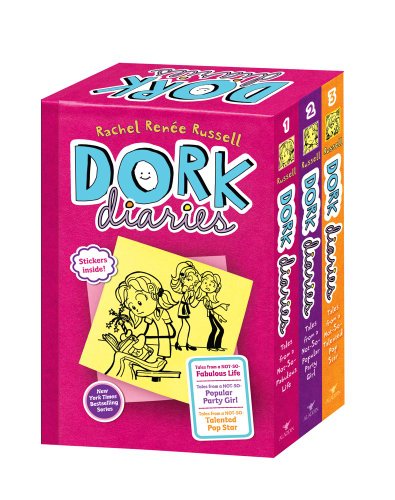 DORK
diaries
Rachel Renée Russell
DORK
diaries
Stickers
inside!
Tales from a NOT-SO-
Fabulous Life
Tales from a NOT-SO-
Popular
Party Girl
Tales from a NOT-SO-
Talented
Pop Star
New York
Times
Bestselling
Series
1
Russell
DORK
diaries
Tales
from a
Not-So-
Fabulous
Life
ALADDIN
2
Russell
DORK
diaries
Tales
from a
Not-So-
Popular
Party
Girl
ALADDIN
3
Russell
DORK
diaries
Tales
from a
Not-So-
Talented
Pop
Star
ALADDIN